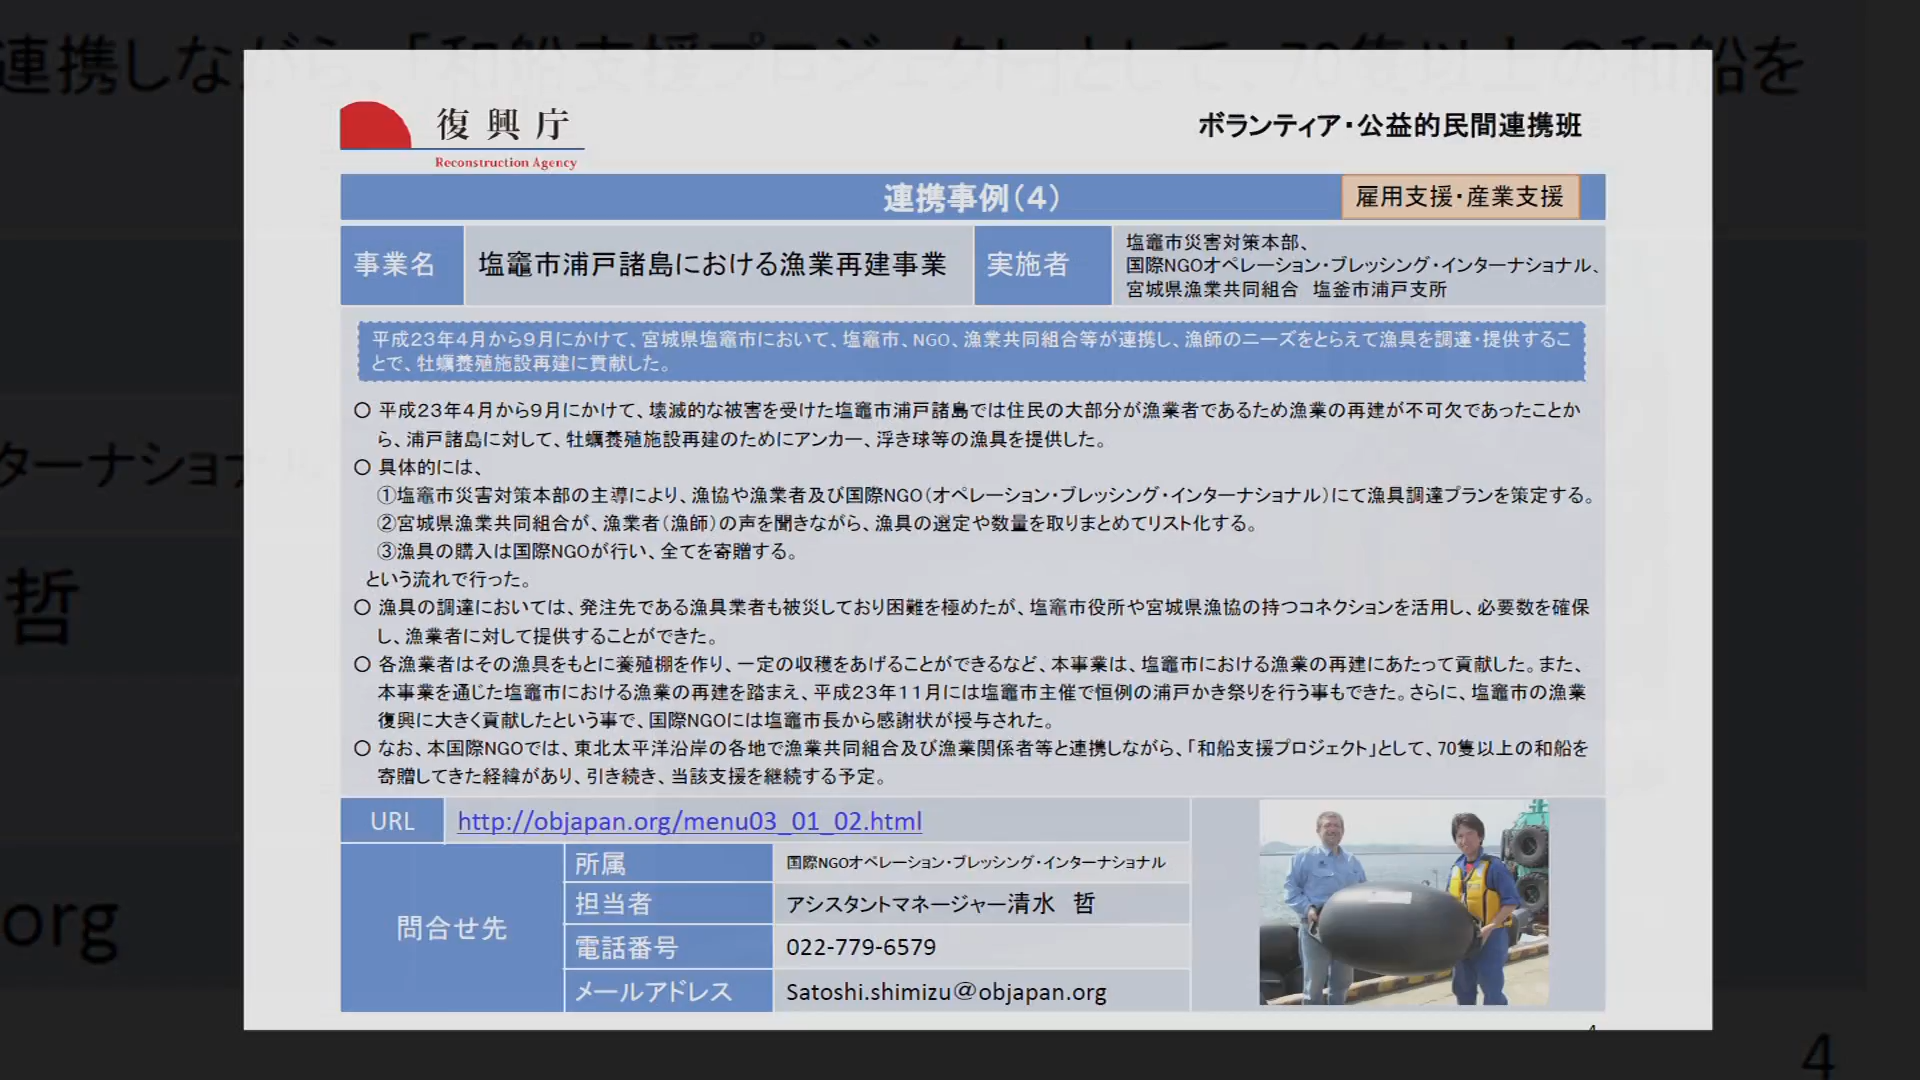 連携しながら、「和船支援プロジェクト」として、70隻以上の和船を
復興庁
Reconstruction Agency
ボランティア・公益的民間連携班
連携事例(4)
雇用支援・産業支援
事業名
塩竈市浦戸諸島における漁業再建事業
実施者
塩竈市災害対策本部、
国際NGOオペレーション・ブレッシング・インターナショナル、
宮城県漁業共同組合 塩釜市浦戸支所
平成23年4月から9月にかけて、宮城県塩竈市において、塩竈市、NGO、漁業共同組合等が連携し、漁師のニーズをとらえて漁具を調達・提供するこ
とで、牡蠣養殖施設再建に貢献した。
○ 平成23年4月から9月にかけて、壊滅的な被害を受けた塩竈市浦戸諸島では住民の大部分が漁業者であるため漁業の再建が不可欠であったことか
ら、浦戸諸島に対して、牡蠣養殖施設再建のためにアンカー、浮き球等の漁具を提供した。
○ 具体的には、
①塩竈市災害対策本部の主導により、漁協や漁業者及び国際NGO(オペレーション・ブレッシング・インターナショナル)にて漁具調達プランを策定する。
②宮城県漁業共同組合が、漁業者(漁師)の声を聞きながら、漁具の選定や数量を取りまとめてリスト化する。
③漁具の購入は国際NGOが行い、全てを寄贈する。
という流れで行った。
○ 漁具の調達においては、発注先である漁具業者も被災しており困難を極めたが、塩竈市役所や宮城県漁協の持つコネクションを活用し、必要数を確保
し、漁業者に対して提供することができた。
○ 各漁業者はその漁具をもとに養殖棚を作り、一定の収穫をあげることができるなど、本事業は、塩竈市における漁業の再建にあたって貢献した。また、
本事業を通じた塩竈市における漁業の再建を踏まえ、平成23年11月には塩竈市主催で恒例の浦戸かき祭りを行う事もできた。さらに、塩竈市の漁業
復興に大きく貢献したという事で、国際NGOには塩竈市長から感謝状が授与された。
○ なお、本国際NGOでは、東北太平洋沿岸の各地で漁業共同組合及び漁業関係者等と連携しながら、「和船支援プロジェクト」として、70隻以上の和船を
寄贈してきた経緯があり、引き続き、当該支援を継続する予定。
URL
http://objapan.org/menu03_01_02.html
問合せ先
所属
国際NGOオペレーション・ブレッシング・インターナショナル
担当者
アシスタントマネージャー清水 哲
電話番号
022-779-6579
メールアドレス
Satoshi.shimizu@objapan.org
4
ターナショナル
哲
org
4